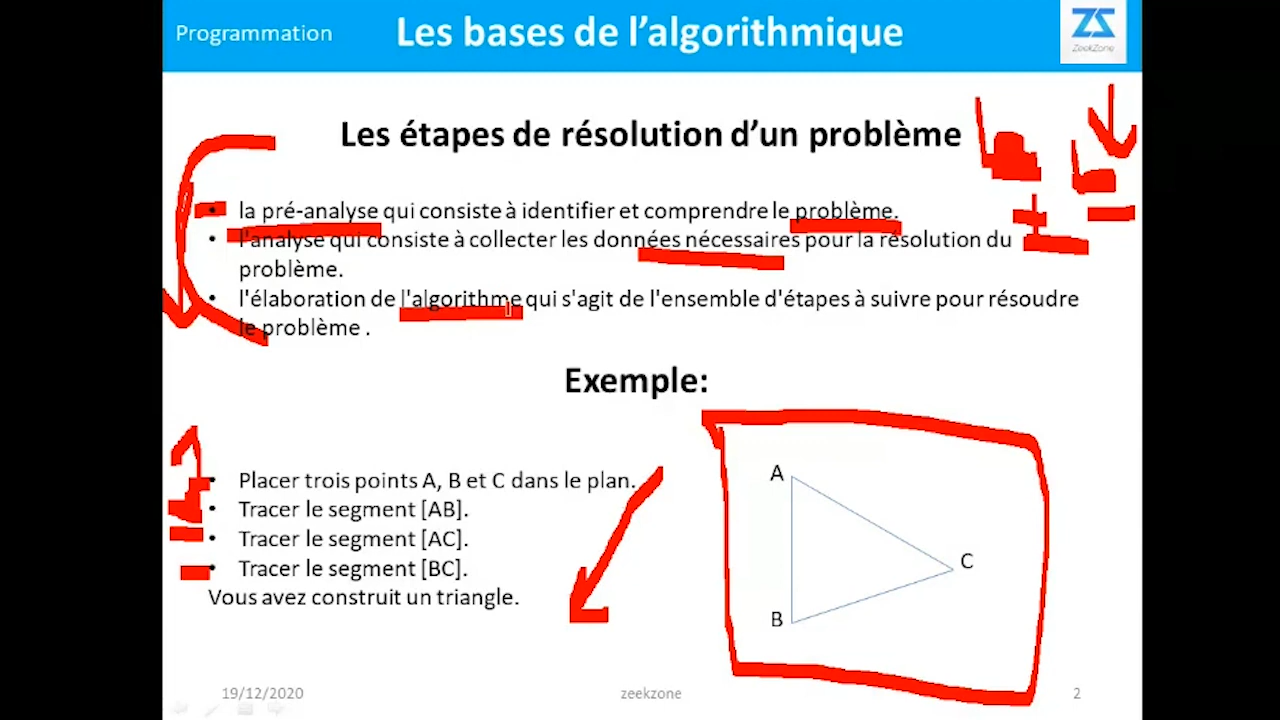 Programmation
Les bases de l’algorithmique
ZS
ZeekZone
Les étapes de résolution d’un problème
• la pré-analyse qui consiste à identifier et comprendre le problème.
• l'analyse qui consiste à collecter les données nécessaires pour la résolution du
problème.
• l'élaboration de l'algorithme qui s'agit de l'ensemble d'étapes à suivre pour résoudre
le problème .
Exemple:
• Placer trois points A, B et C dans le plan.
• Tracer le segment [AB].
• Tracer le segment [AC].
• Tracer le segment [BC].
Vous avez construit un triangle.
A
C
B
19/12/2020
zeekzone
2